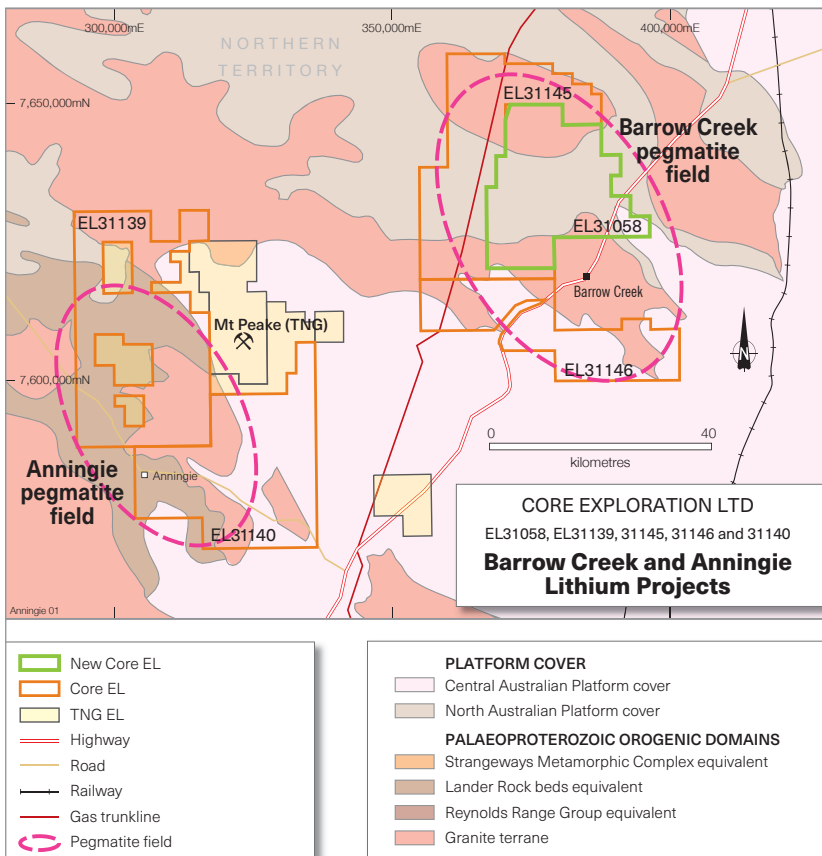 300,000mE
350,000mE
400,000mE
NORTHERN
TERRITORY
7,650,000mN
EL31145
Barrow Creek
pegmatite
field
EL31139
EL31058
Barrow Creek
Mt Peake (TNG)
EL31146
7,600,000mN
0
40
kilometres
Anningie
pegmatite
field
Anningie
EL31140
Anningie 01
CORE EXPLORATION LTD
EL31058, EL31139, 31145, 31146 and 31140
Barrow Creek and Anningie
Lithium Projects
New Core EL
Core EL
TNG EL
Highway
Road
Railway
Gas trunkline
Pegmatite field
PLATFORM COVER
Central Australian Platform cover
North Australian Platform cover
PALAEOPROTEROZOIC OROGENIC DOMAINS
Strangeways Metamorphic Complex equivalent
Lander Rock beds equivalent
Reynolds Range Group equivalent
Granite terrane